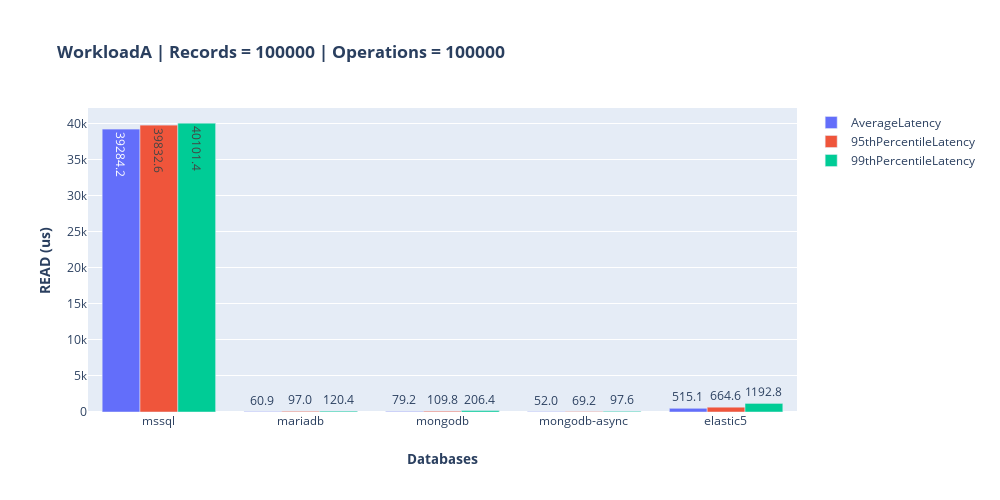 WorkloadA | Records = 100000 | Operations = 100000
AverageLatency
95thPercentileLatency
99thPercentileLatency
READ (us)
40k
35k
30k
25k
20k
15k
10k
5k
0
39284.2
39832.6
40101.4
60.9
97.0
120.4
79.2
109.8
206.4
52.0
69.2
97.6
515.1
664.6
1192.8
mssql
mariadb
mongodb
mongodb-async
elastic5
Databases